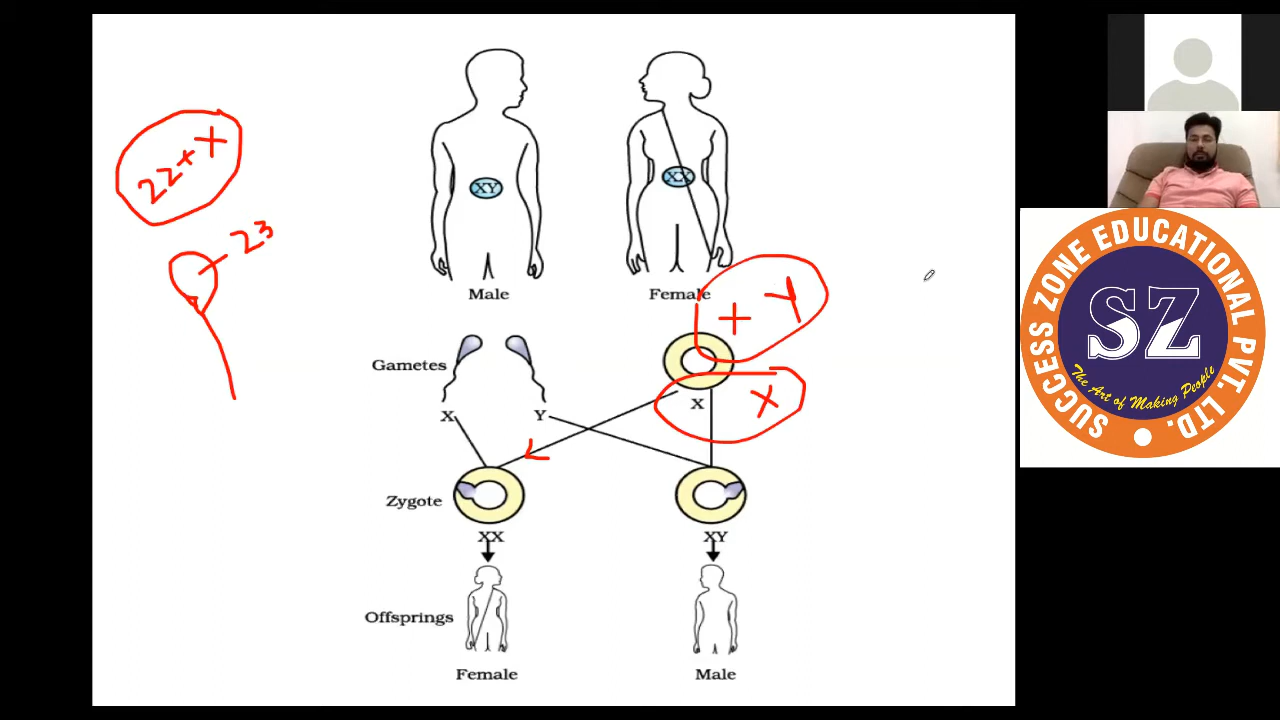 22+X
23
XY
XX
Male
Female
+ Y
Gametes
X
Y
X
X
Zygote
XX
XY
Offsprings
Female
Male
SUCCESS ZONE EDUCATIONAL PVT. LTD.
SZ
The Art of Making People